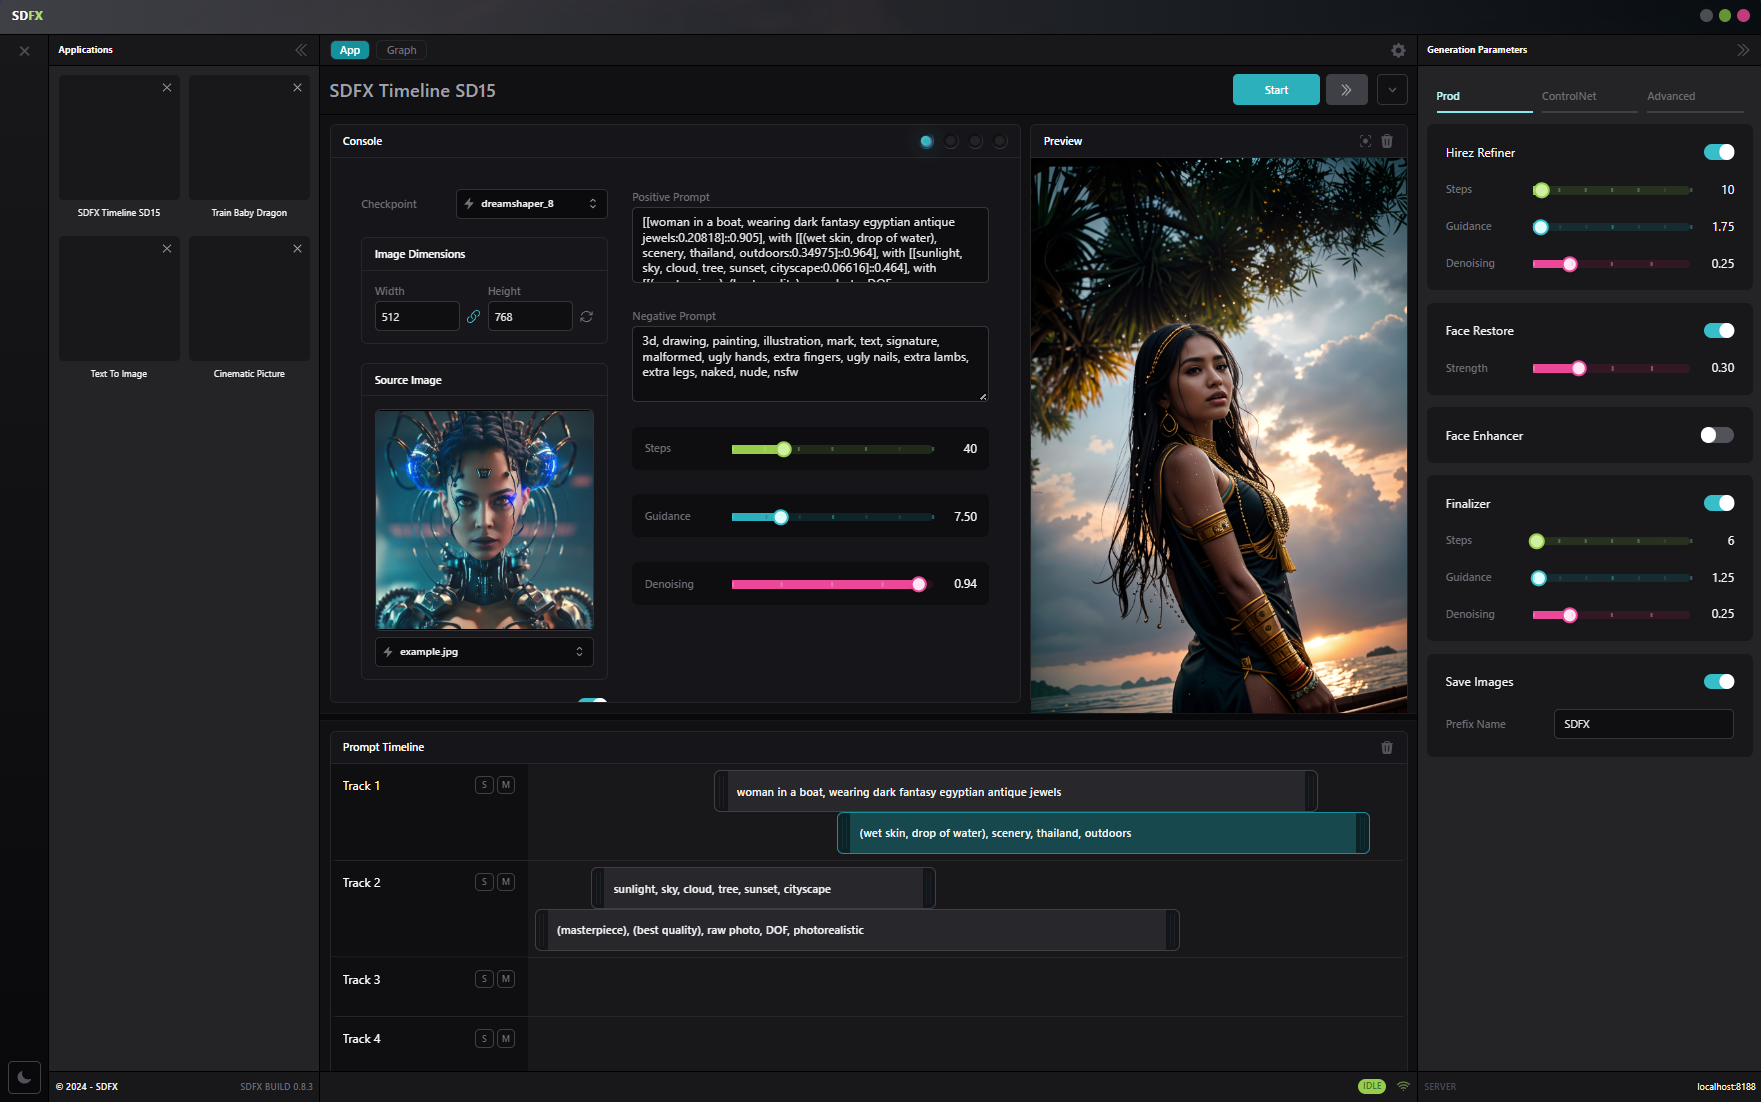 SDFX
Applications
SDFX Timeline SD15
Train Baby Dragon
Text To Image
Cinematic Picture
App
Graph
SDFX Timeline SD15
Start
Console
Checkpoint
dreamshaper_8
Image Dimensions
Width
Height
512
768
Source Image
example.jpg
Positive Prompt
[[woman in a boat, wearing dark fantasy egyptian antique
jewels:0.20818]::0.905], with [[(wet skin, drop of water),
scenery, thailand, outdoors:0.34975]::0.964], with [[sunlight,
sky, cloud, tree, sunset, cityscape:0.06616]::0.464], with
Negative Prompt
3d, drawing, painting, illustration, mark, text, signature,
malformed, ugly hands, extra fingers, ugly nails, extra lambs,
extra legs, naked, nude, nsfw
Steps 40
Guidance 7.50
Denoising 0.94
Preview
Prompt Timeline
Track 1 S M
woman in a boat, wearing dark fantasy egyptian antique jewels
(wet skin, drop of water), scenery, thailand, outdoors
Track 2 S M
sunlight, sky, cloud, tree, sunset, cityscape
(masterpiece), (best quality), raw photo, DOF, photorealistic
Track 3 S M
Track 4 S M
Generation Parameters
Prod
ControlNet
Advanced
Hirez Refiner
Steps 10
Guidance 1.75
Denoising 0.25
Face Restore
Strength 0.30
Face Enhancer
Finalizer
Steps 6
Guidance 1.25
Denoising 0.25
Save Images
Prefix Name SDFX
© 2024 - SDFX
SDFX BUILD 0.8.3
IDLE
SERVER
localhost:8188